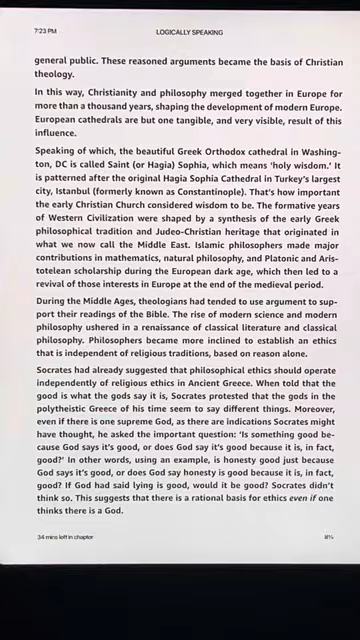 7:23 PM
LOGICALLY SPEAKING
general public. These reasoned arguments became the basis of Christian
theology.
In this way, Christianity and philosophy merged together in Europe for
more than a thousand years, shaping the development of modern Europe.
European cathedrals are but one tangible, and very visible, result of this
influence.
Speaking of which, the beautiful Greek Orthodox cathedral in Washing-
ton, DC is called Saint (or Hagia) Sophia, which means ‘holy wisdom.’ It
is patterned after the original Hagia Sophia Cathedral in Turkey’s largest
city, Istanbul (formerly known as Constantinople). That’s how important
the early Christian Church considered wisdom to be. The formative years
of Western Civilization were shaped by a synthesis of the early Greek
philosophical tradition and Judeo-Christian heritage that originated in
what we now call the Middle East. Islamic philosophers made major
contributions in mathematics, natural philosophy, and Platonic and Aris-
totelean scholarship during the European dark age, which then led to a
revival of those interests in Europe at the end of the medieval period.
During the Middle Ages, theologians had tended to use argument to sup-
port their readings of the Bible. The rise of modern science and modern
philosophy ushered in a renaissance of classical literature and classical
philosophy. Philosophers became more inclined to establish an ethics
that is independent of religious traditions, based on reason alone.
Socrates had already suggested that philosophical ethics should operate
independently of religious ethics in Ancient Greece. When told that the
good is what the gods say it is, Socrates protested that the gods in the
polytheistic Greece of his time seem to say different things. Moreover,
even if there is one supreme God, as there are indications Socrates might
have thought, he asked the important question: ‘Is something good be-
cause God says it’s good, or does God say it’s good because it is, in fact,
good?’ In other words, using an example, is honesty good just because
God says it’s good, or does God say honesty is good because it is, in fact,
good? If God had said lying is good, would it be good? Socrates didn’t
think so. This suggests that there is a rational basis for ethics even if one
thinks there is a God.
34 mins left in chapter